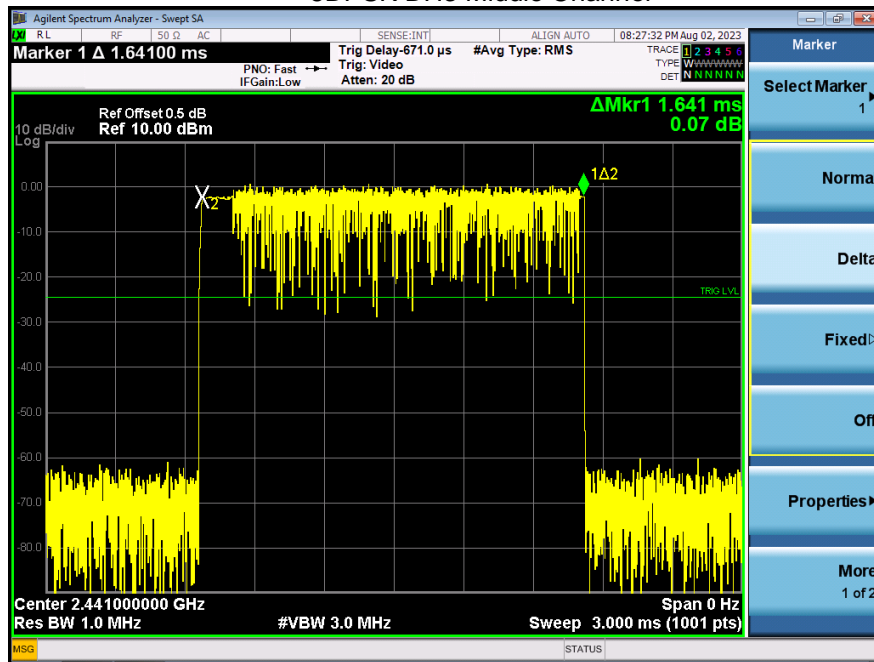 Agilent Spectrum Analyzer - Swept SA
RL RF 50 Ω AC SENSE:INT ALIGN AUTO 08:27:32 PM Aug 02, 2023
Marker 1 Δ 1.64100 ms
PNO: Fast
IFGain:Low
Trig Delay-671.0 µs
Trig: Video
Atten: 20 dB
#Avg Type: RMS
TRACE 1 2 3 4 5 6
TYPE WWWWWW
DET N N N N N N
ΔMkr1 1.641 ms
0.07 dB
10 dB/div
Log
Ref Offset 0.5 dB
Ref 10.00 dBm
0.00
-10.0
-20.0
-30.0
-40.0
-50.0
-60.0
-70.0
-80.0
2
1Δ2
TRIG LVL
Center 2.441000000 GHz
Span 0 Hz
Res BW 1.0 MHz
#VBW 3.0 MHz
Sweep 3.000 ms (1001 pts)
MSG
STATUS
Marker
Select Marker
1
Norma
Delta
Fixed
Off
Properties
More
1 of 2